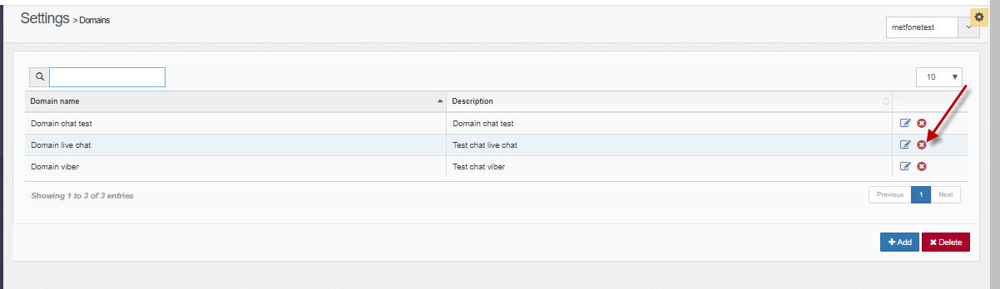 Settings > Domains
metfonetest
10
Domain name Description
Domain chat test Domain chat test
Domain live chat Test chat live chat
Domain viber Test chat viber
Showing 1 to 3 of 3 entries Previous 1 Next
Add Delete